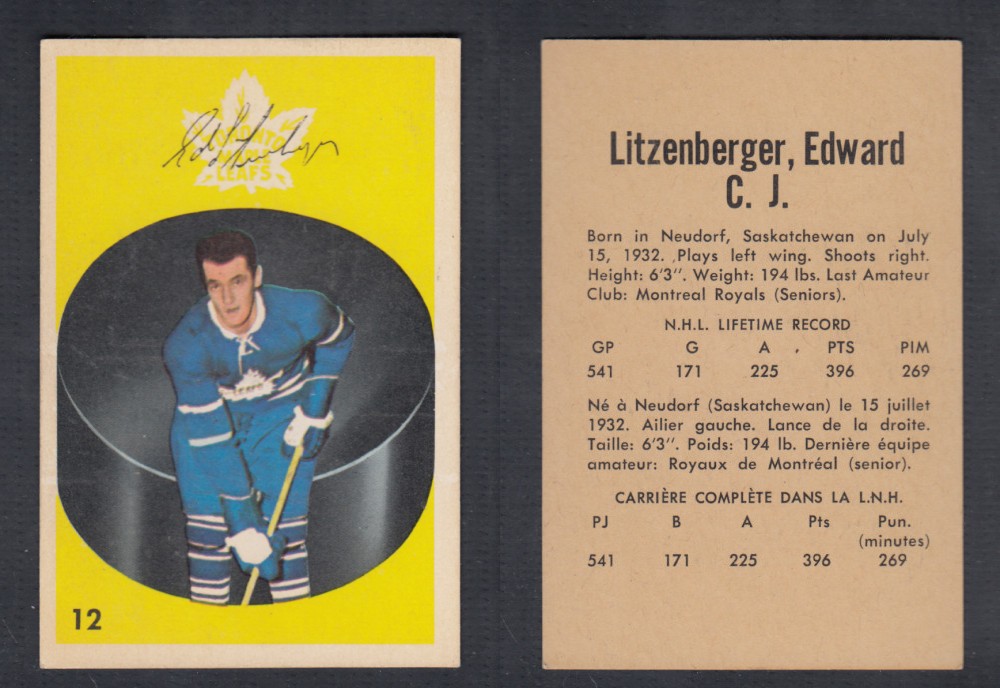 TORONTO
MAPLE
LEAFS
Ed Litzenberger
LEAFS
12
Litzenberger, Edward
C. J.
Born in Neudorf, Saskatchewan on July
15, 1932. Plays left wing. Shoots right.
Height: 6'3". Weight: 194 lbs. Last Amateur
Club: Montreal Royals (Seniors).
N.H.L. LIFETIME RECORD
GP G A PTS PIM
541 171 225 396 269
Né à Neudorf (Saskatchewan) le 15 juillet
1932. Ailier gauche. Lance de la droite.
Taille: 6'3". Poids: 194 lb. Dernière équipe
amateur: Royaux de Montréal (senior).
CARRIÈRE COMPLÈTE DANS LA L.N.H.
PJ B A Pts Pun.
(minutes)
541 171 225 396 269